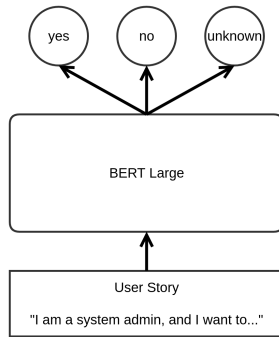 yes
no
unknown
BERT Large
User Story
"I am a system admin, and I want to..."